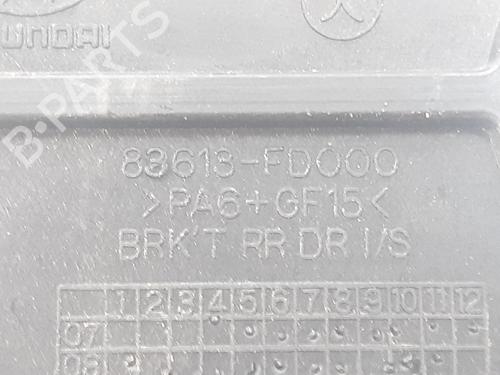 HYUNDAI
B-PARTS
83613-FD000
>PA6+GF15<
BRK'T RR DR I/S
1 2 3 4 5 6 7 8 9 10 11 12
07
08